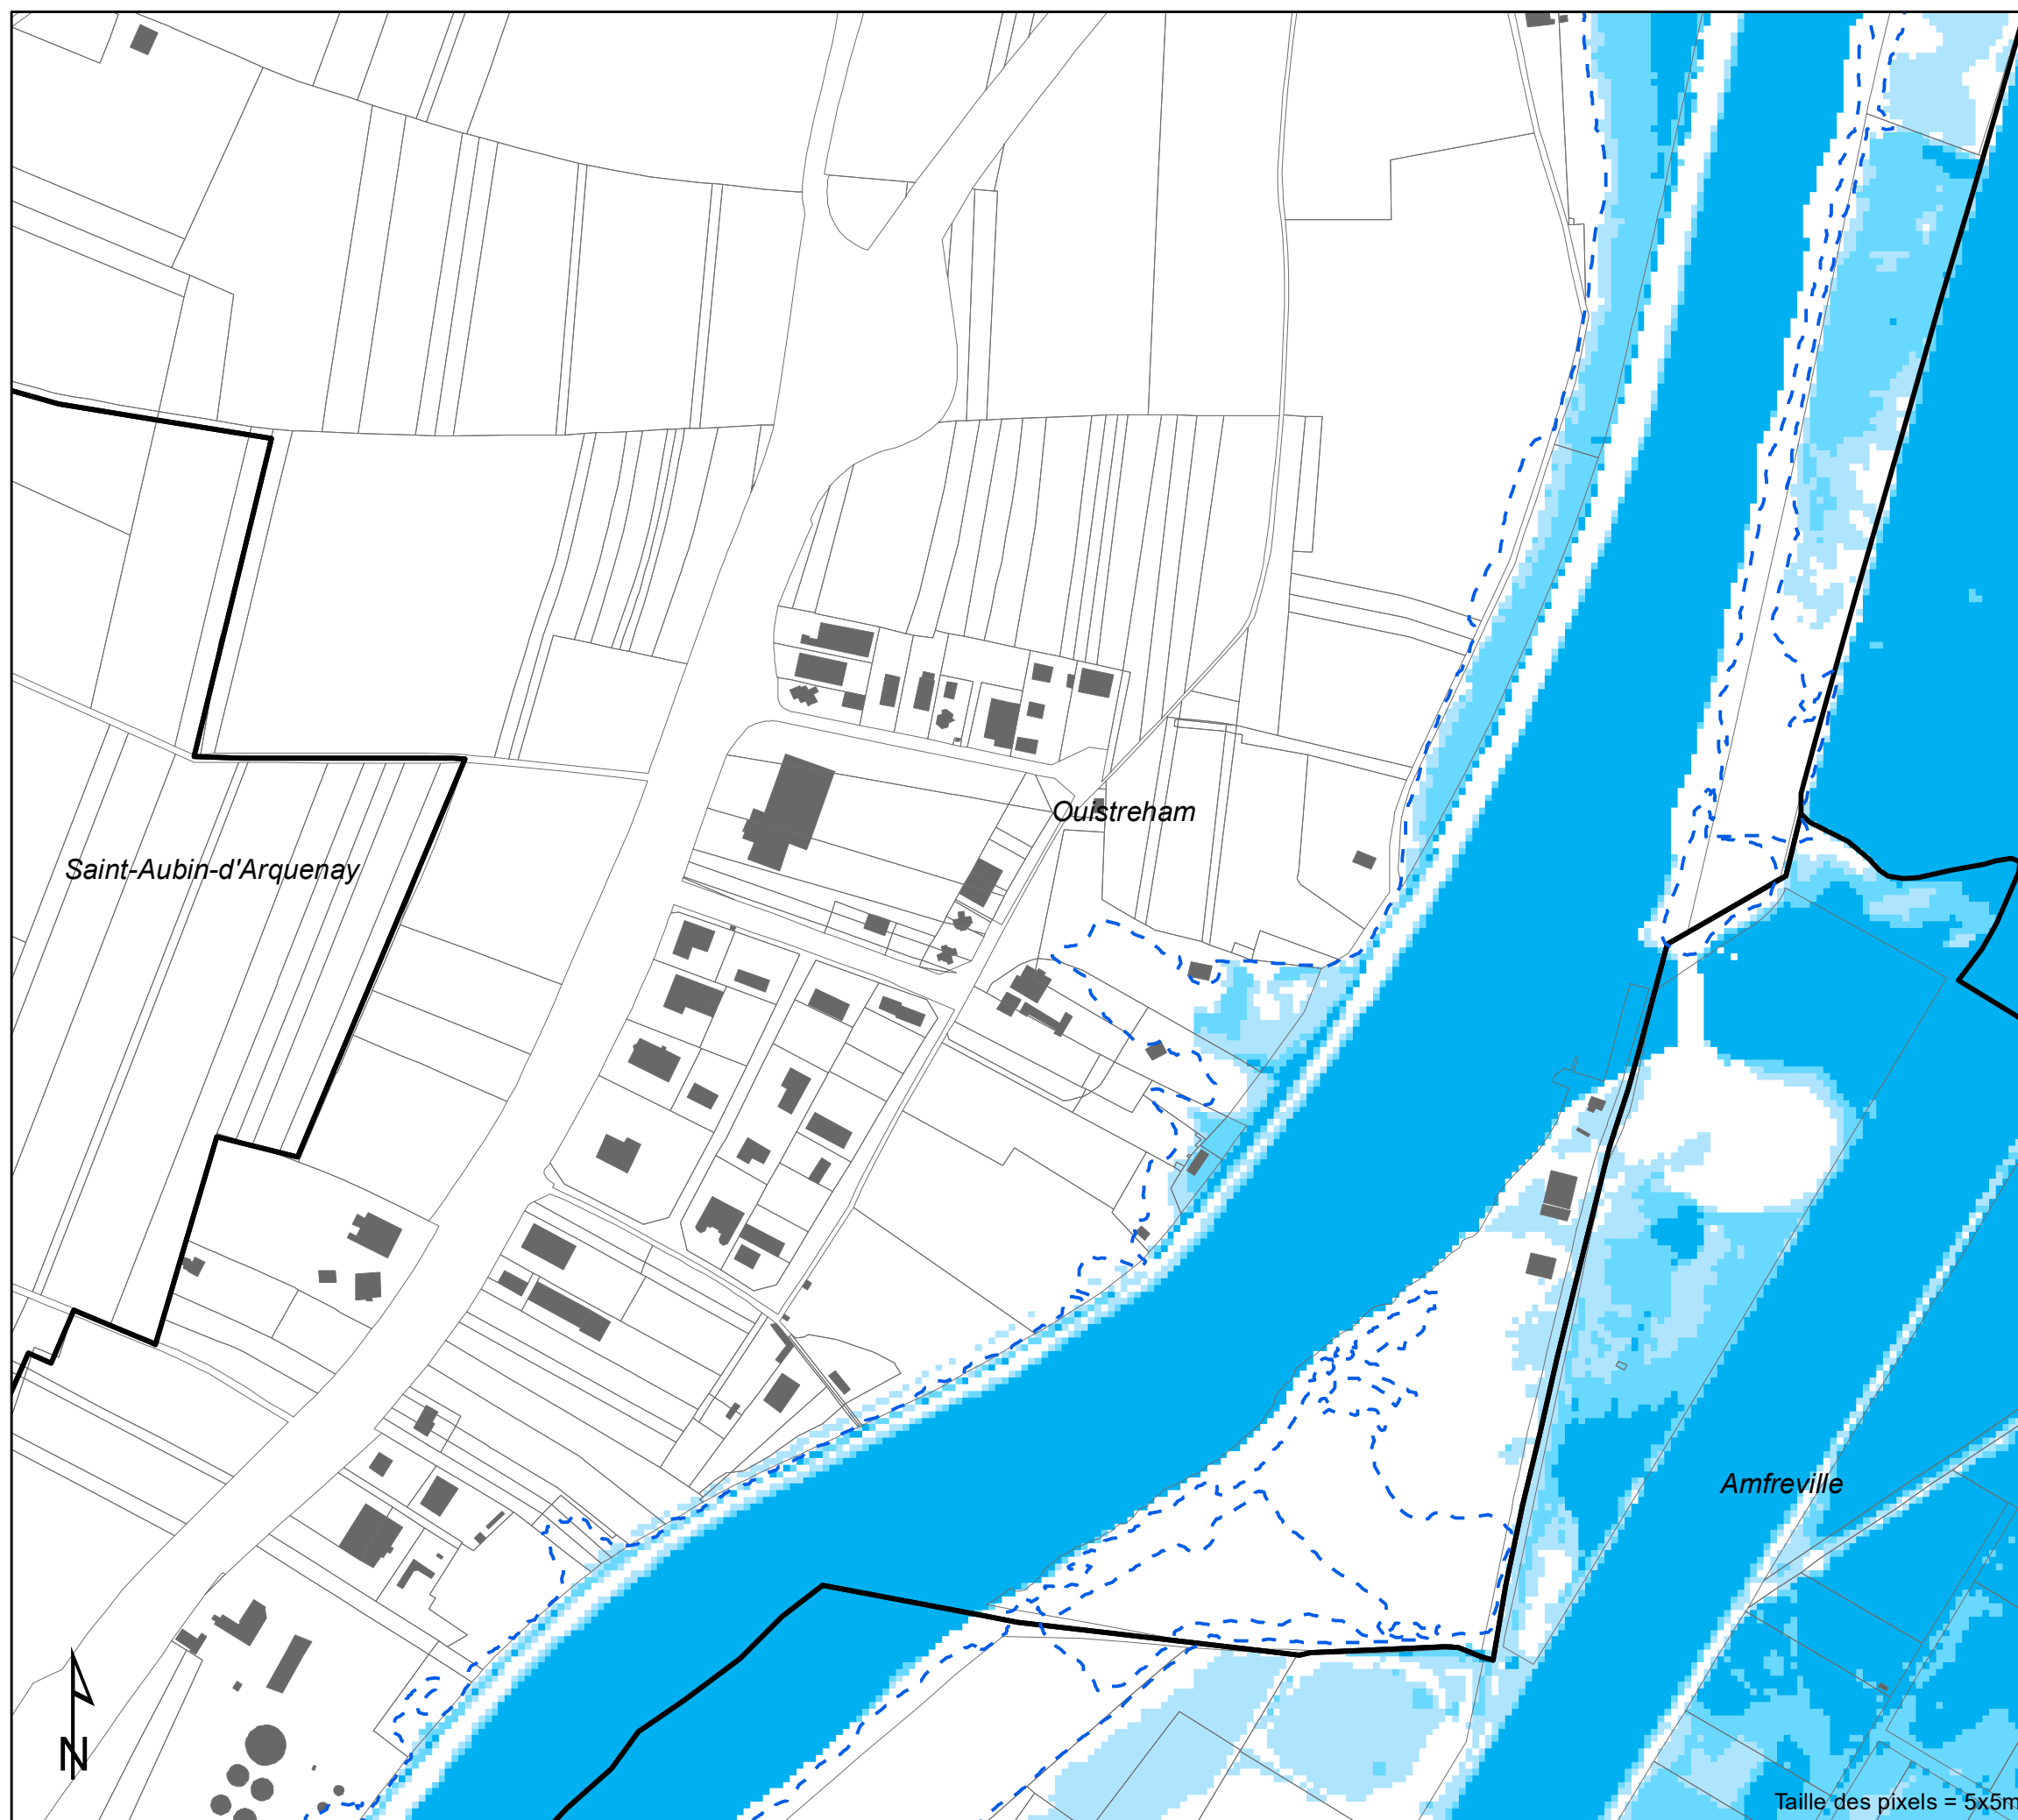 Ouistreham
Saint-Aubin-d'Arquenay
Amfreville
N
Taille des pixels = 5x5m